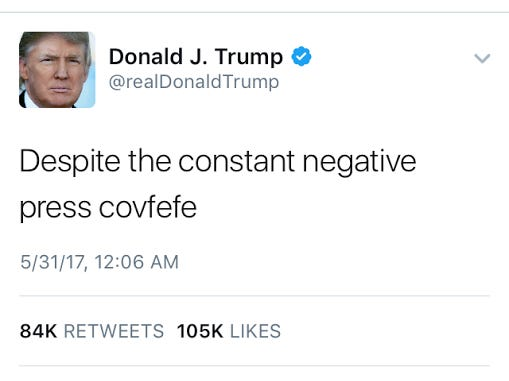 Donald J. Trump
@realDonaldTrump
Despite the constant negative
press covfefe
5/31/17, 12:06 AM
84K RETWEETS 105K LIKES